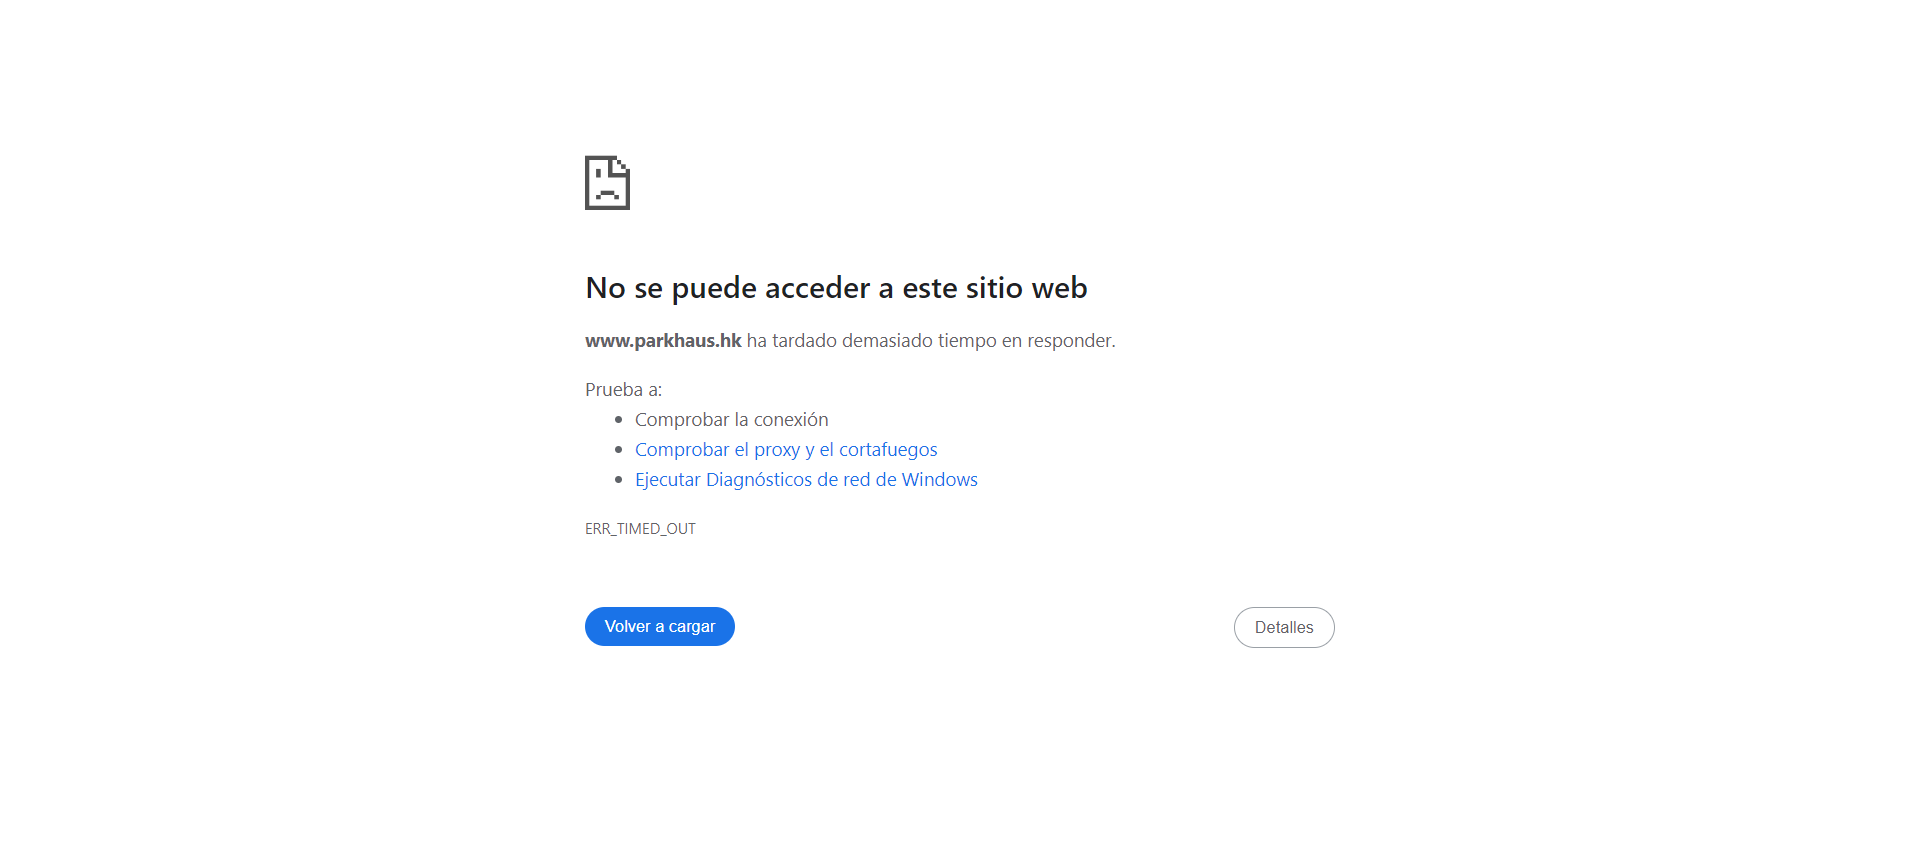 No se puede acceder a este sitio web
www.parkhaus.hk ha tardado demasiado tiempo en responder.
Prueba a:
Comprobar la conexión
Comprobar el proxy y el cortafuegos
Ejecutar Diagnósticos de red de Windows
ERR_TIMED_OUT
Volver a cargar
Detalles